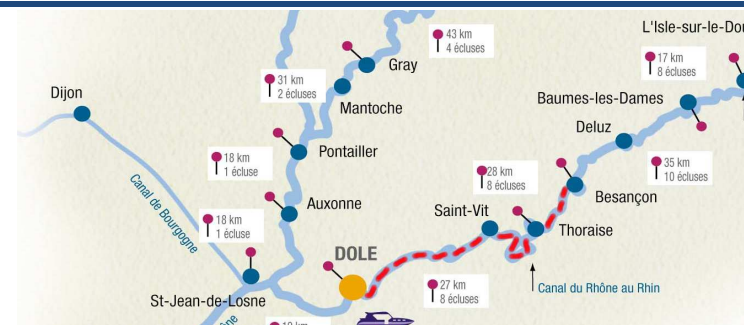 43 km
4 écluses
L'Isle-sur-le-Dou
17 km
8 écluses
Gray
31 km
2 écluses
Dijon
Mantoche
Baumes-les-Dames
Deluz
18 km
1 écluse
Pontailler
28 km
8 écluses
35 km
10 écluses
Besançon
Canal de Bourgogne
Auxonne
18 km
1 écluse
Saint-Vit
Thoraise
DOLE
27 km
8 écluses
Canal du Rhône au Rhin
St-Jean-de-Losne